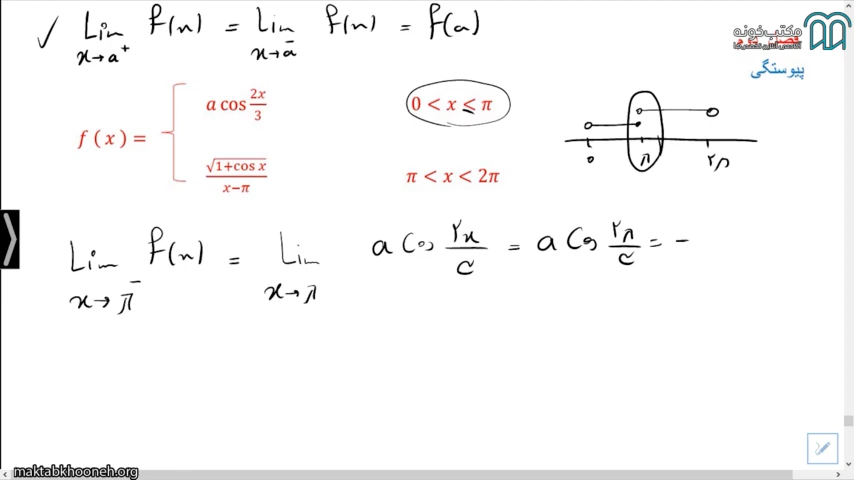 ✓ Lim f(x) = Lim f(x) = f(a)
x→a⁺ x→a⁻
مکتب‌خونه
پیوستگی
f(x) = { a cos 2x/3 0 < x ≤ π
√(1+cos x)/(x−π) π < x < 2π
۰ π ۲π
Lim f(x) = Lim a Cos ۲x/۳ = a Cos ۲π/۳ = −
x→π⁻ x→π
maktabkhooneh.org